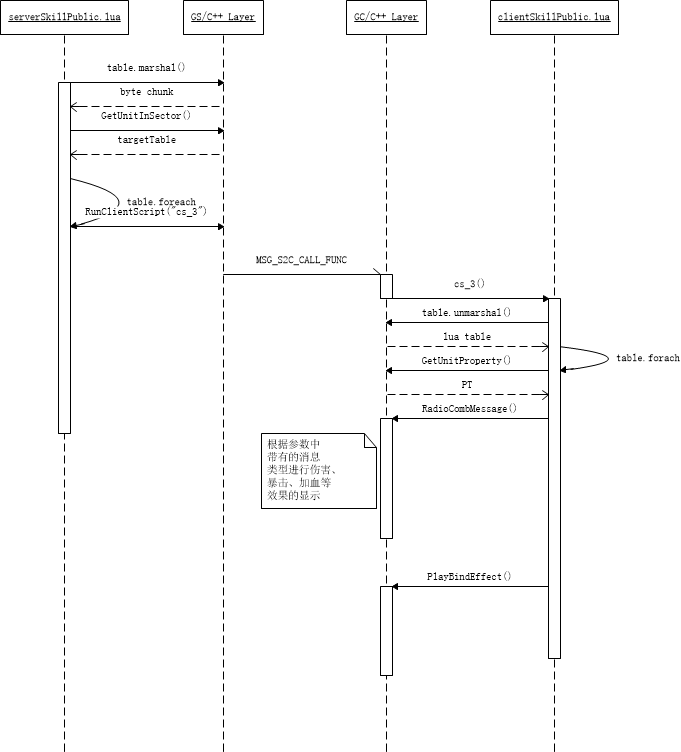 serverSkillPublic.lua
GS/C++ Layer
GC/C++ Layer
clientSkillPublic.lua
table.marshal()
byte chunk
GetUnitInSector()
targetTable
table.foreach
RunClientScript("cs_3")
MSG_S2C_CALL_FUNC
cs_3()
table.unmarshal()
lua table
table.forach
GetUnitProperty()
PT
RadioCombMessage()
根据参数中
带有的消息
类型进行伤害、
暴击、加血等
效果的显示
PlayBindEffect()